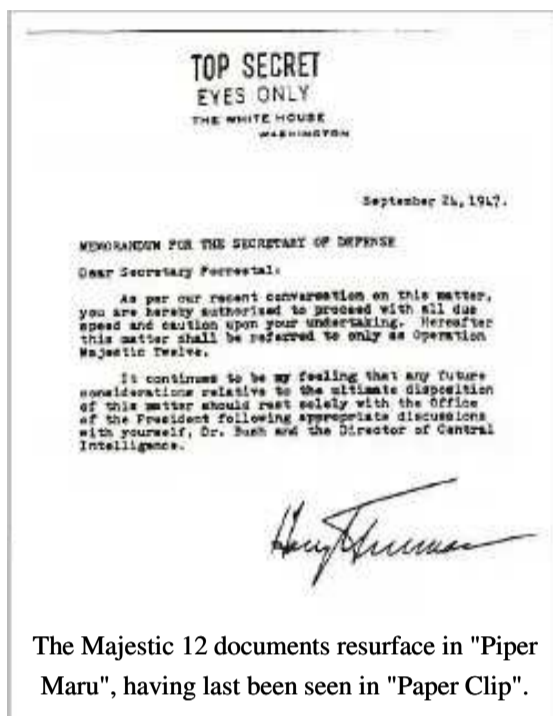 TOP SECRET
EYES ONLY
THE WHITE HOUSE
WASHINGTON
September 24, 1947.
MEMORANDUM FOR THE SECRETARY OF DEFENSE
Dear Secretary Forrestal:
As per our recent conversation on this matter,
you are hereby authorized to proceed with all due
speed and caution upon your undertaking. Hereafter
this matter shall be referred to only as Operation
Majestic Twelve.
It continues to be my feeling that any future
considerations relative to the ultimate disposition
of this matter should rest solely with the Office
of the President following appropriate discussions
with yourself, Dr. Bush and the Director of Central
Intelligence.
Harry Truman
The Majestic 12 documents resurface in "Piper
Maru", having last been seen in "Paper Clip".